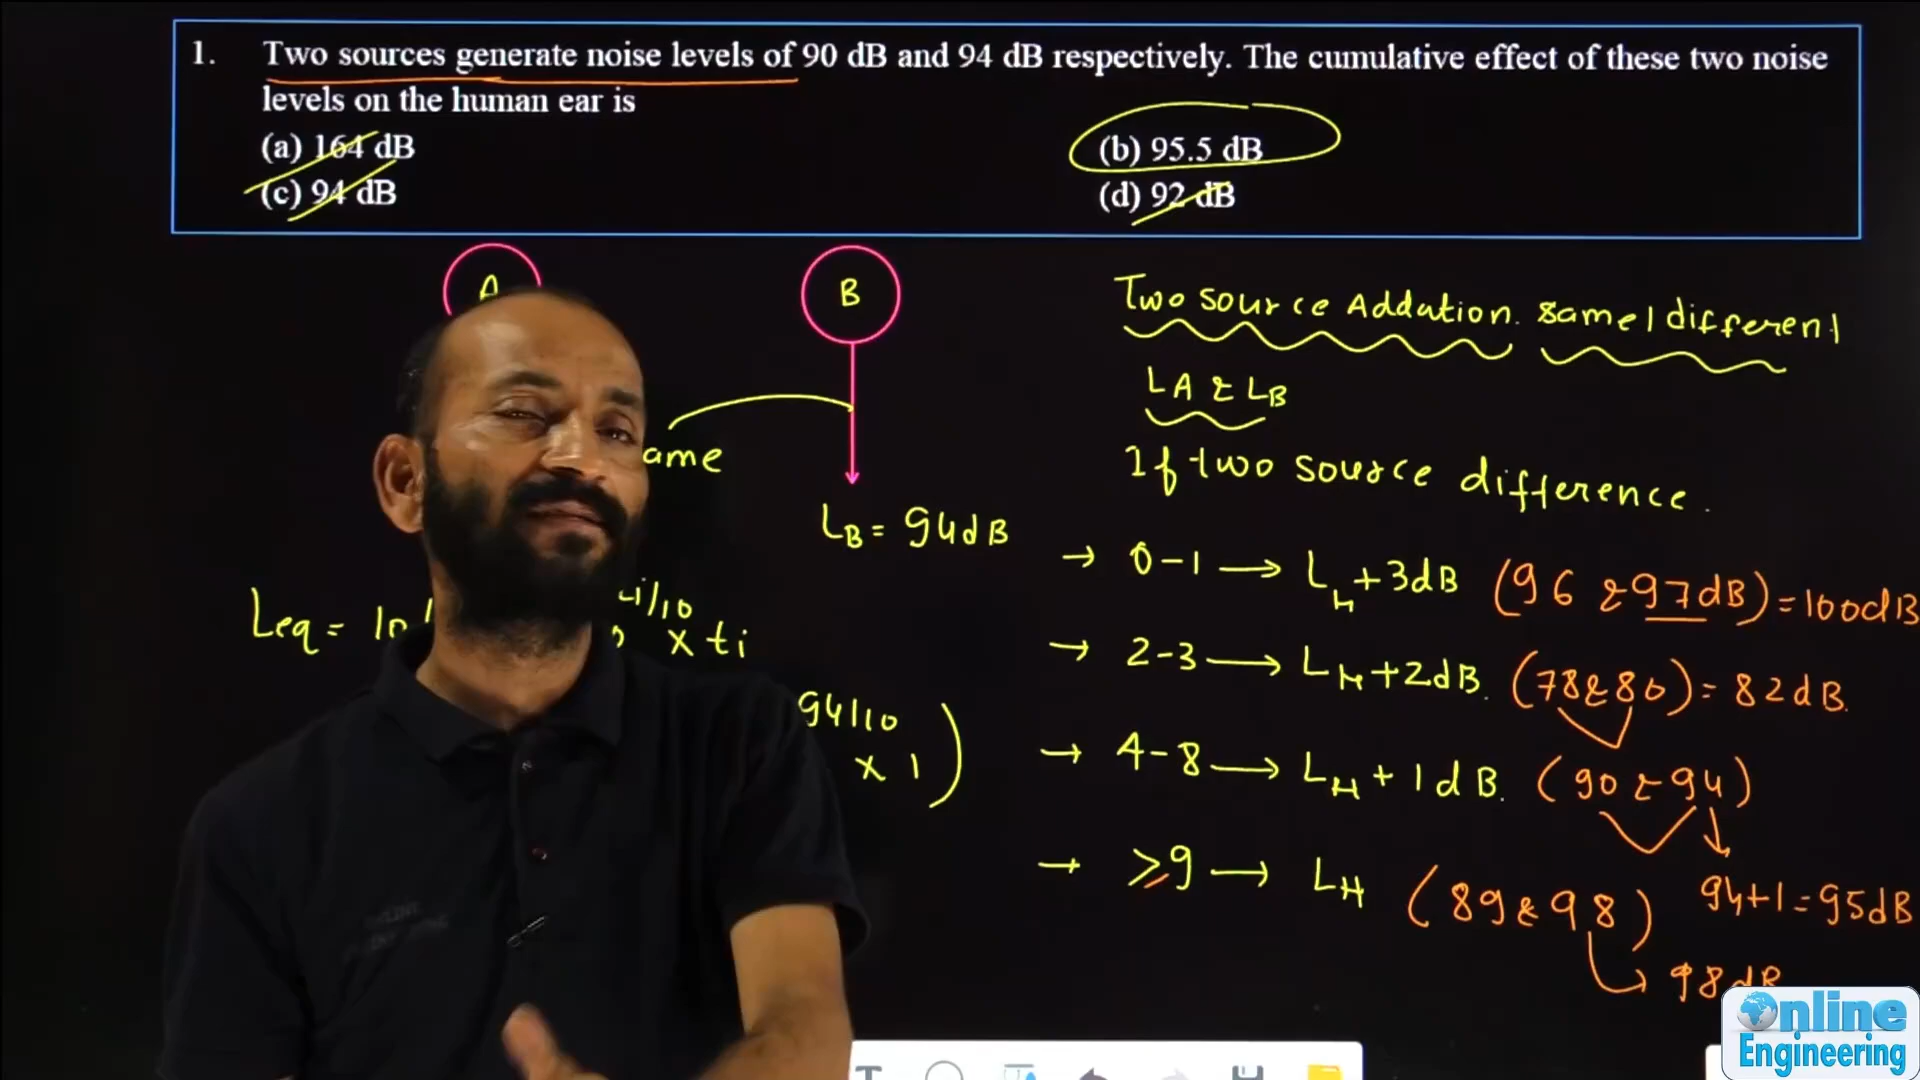 1. Two sources generate noise levels of 90 dB and 94 dB respectively. The cumulative effect of these two noise
levels on the human ear is
(a) 164 dB
(b) 95.5 dB
(c) 94 dB
(d) 92 dB
A
B
ame
LB = 94dB
Leq =
i/10
x ti
94/10
x 1)
Two source Addation. same/different
LA & LB
If two source difference.
→ 0-1 → LH+3dB (96 & 97dB) = 100dB
→ 2-3 → LH+2dB. (78 & 80) = 82dB.
→ 4-8 → LH+1dB. (90 & 94)
94+1 = 95dB
→ ≥9 → LH (89 & 98)
98dB
Online
Engineering